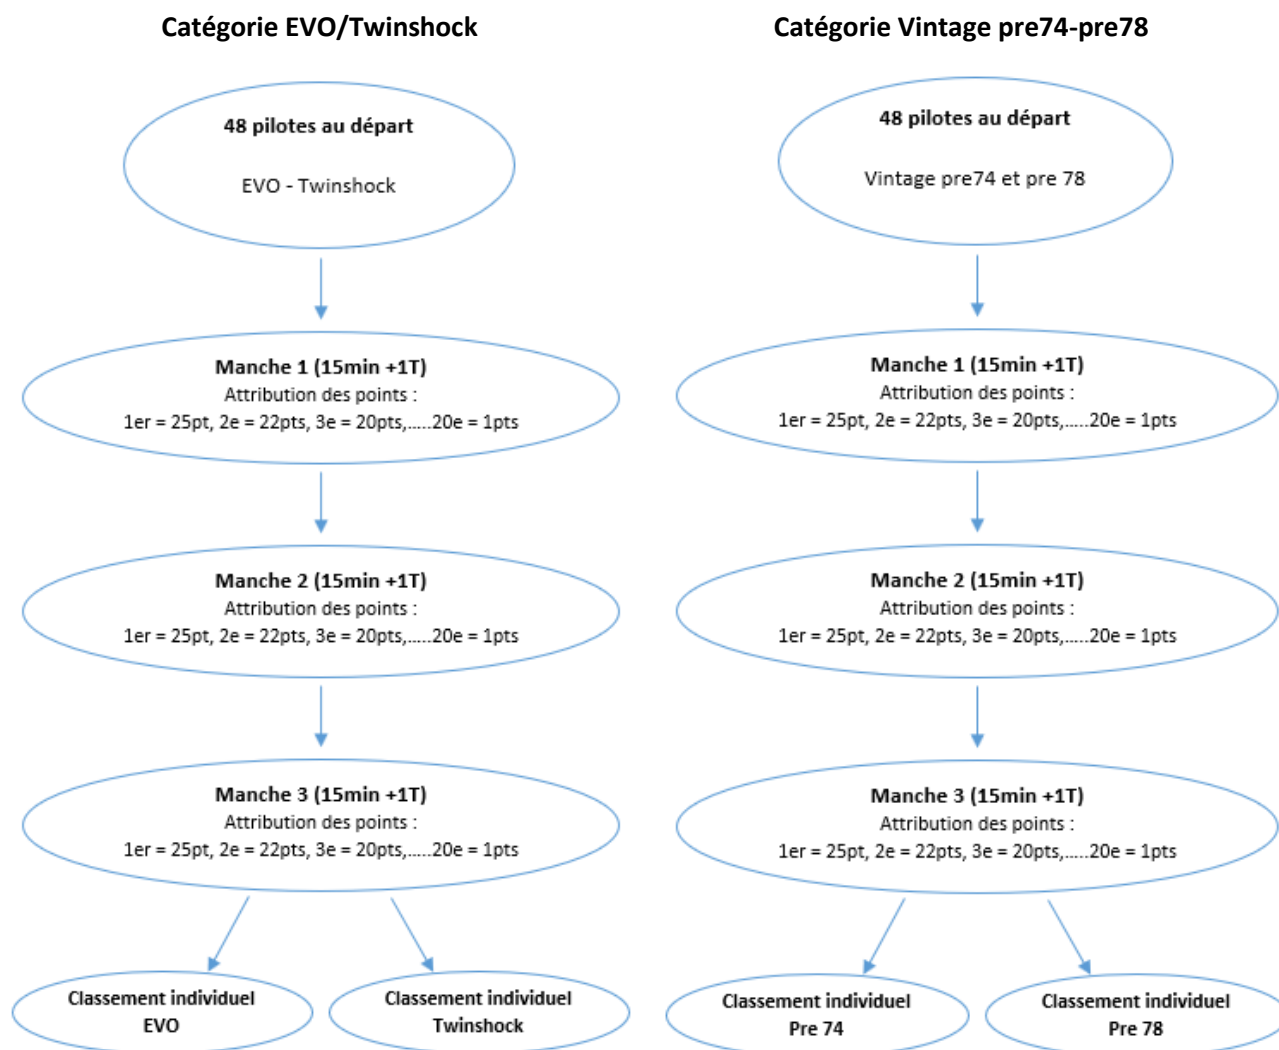 Catégorie EVO/Twinshock
48 pilotes au départ
EVO - Twinshock
Manche 1 (15min +1T)
Attribution des points :
1er = 25pt, 2e = 22pts, 3e = 20pts,.....20e = 1pts
Manche 2 (15min +1T)
Attribution des points :
1er = 25pt, 2e = 22pts, 3e = 20pts,.....20e = 1pts
Manche 3 (15min +1T)
Attribution des points :
1er = 25pt, 2e = 22pts, 3e = 20pts,.....20e = 1pts
Classement individuel
EVO
Classement individuel
Twinshock
Catégorie Vintage pre74-pre78
48 pilotes au départ
Vintage pre74 et pre 78
Manche 1 (15min +1T)
Attribution des points :
1er = 25pt, 2e = 22pts, 3e = 20pts,.....20e = 1pts
Manche 2 (15min +1T)
Attribution des points :
1er = 25pt, 2e = 22pts, 3e = 20pts,.....20e = 1pts
Manche 3 (15min +1T)
Attribution des points :
1er = 25pt, 2e = 22pts, 3e = 20pts,.....20e = 1pts
Classement individuel
Pre 74
Classement individuel
Pre 78